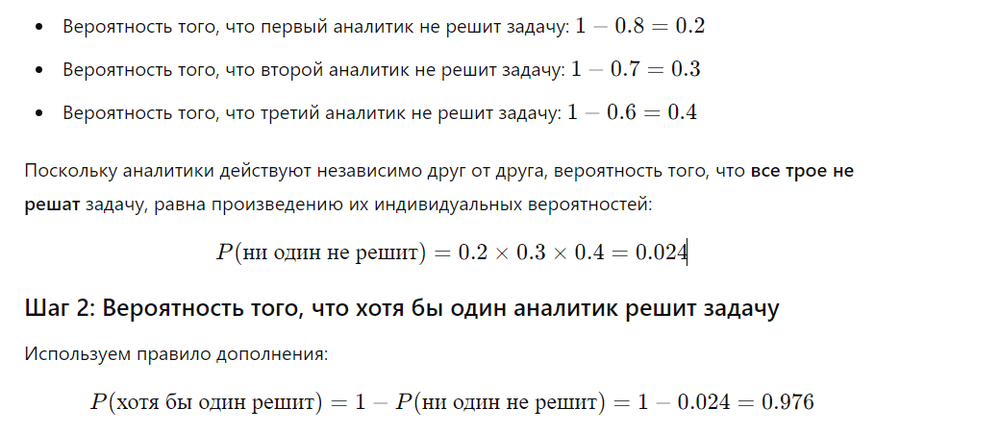 • Вероятность того, что первый аналитик не решит задачу: 1 − 0.8 = 0.2
• Вероятность того, что второй аналитик не решит задачу: 1 − 0.7 = 0.3
• Вероятность того, что третий аналитик не решит задачу: 1 − 0.6 = 0.4
Поскольку аналитики действуют независимо друг от друга, вероятность того, что все трое не
решат задачу, равна произведению их индивидуальных вероятностей:
P(ни один не решит) = 0.2 × 0.3 × 0.4 = 0.024
Шаг 2: Вероятность того, что хотя бы один аналитик решит задачу
Используем правило дополнения:
P(хотя бы один решит) = 1 − P(ни один не решит) = 1 − 0.024 = 0.976